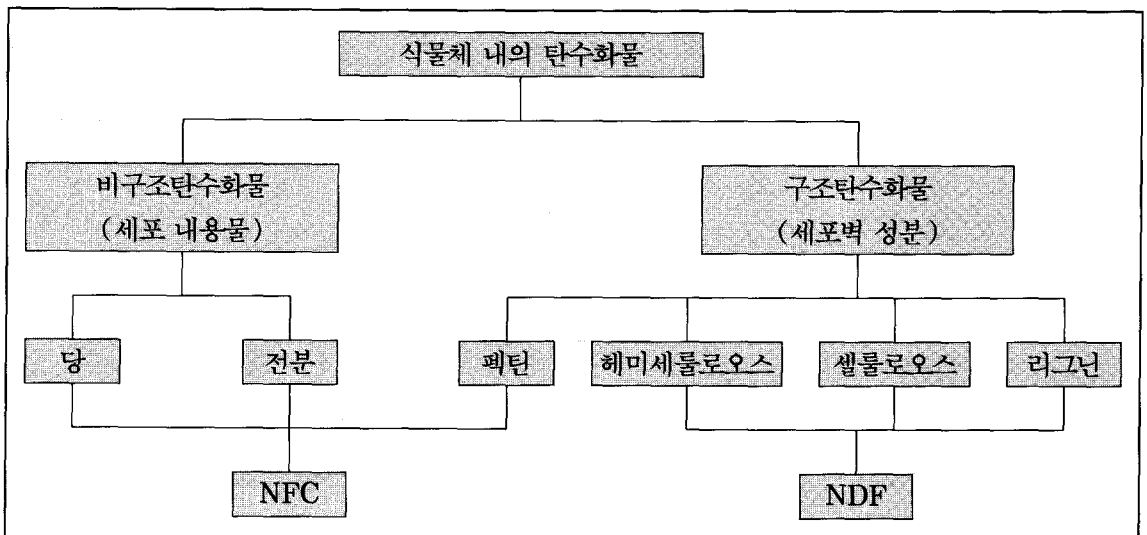 식물체 내의 탄수화물
비구조탄수화물
(세포 내용물)
구조탄수화물
(세포벽 성분)
당
전분
펙틴
헤미세룰로오스
셀룰로오스
리그닌
NFC
NDF